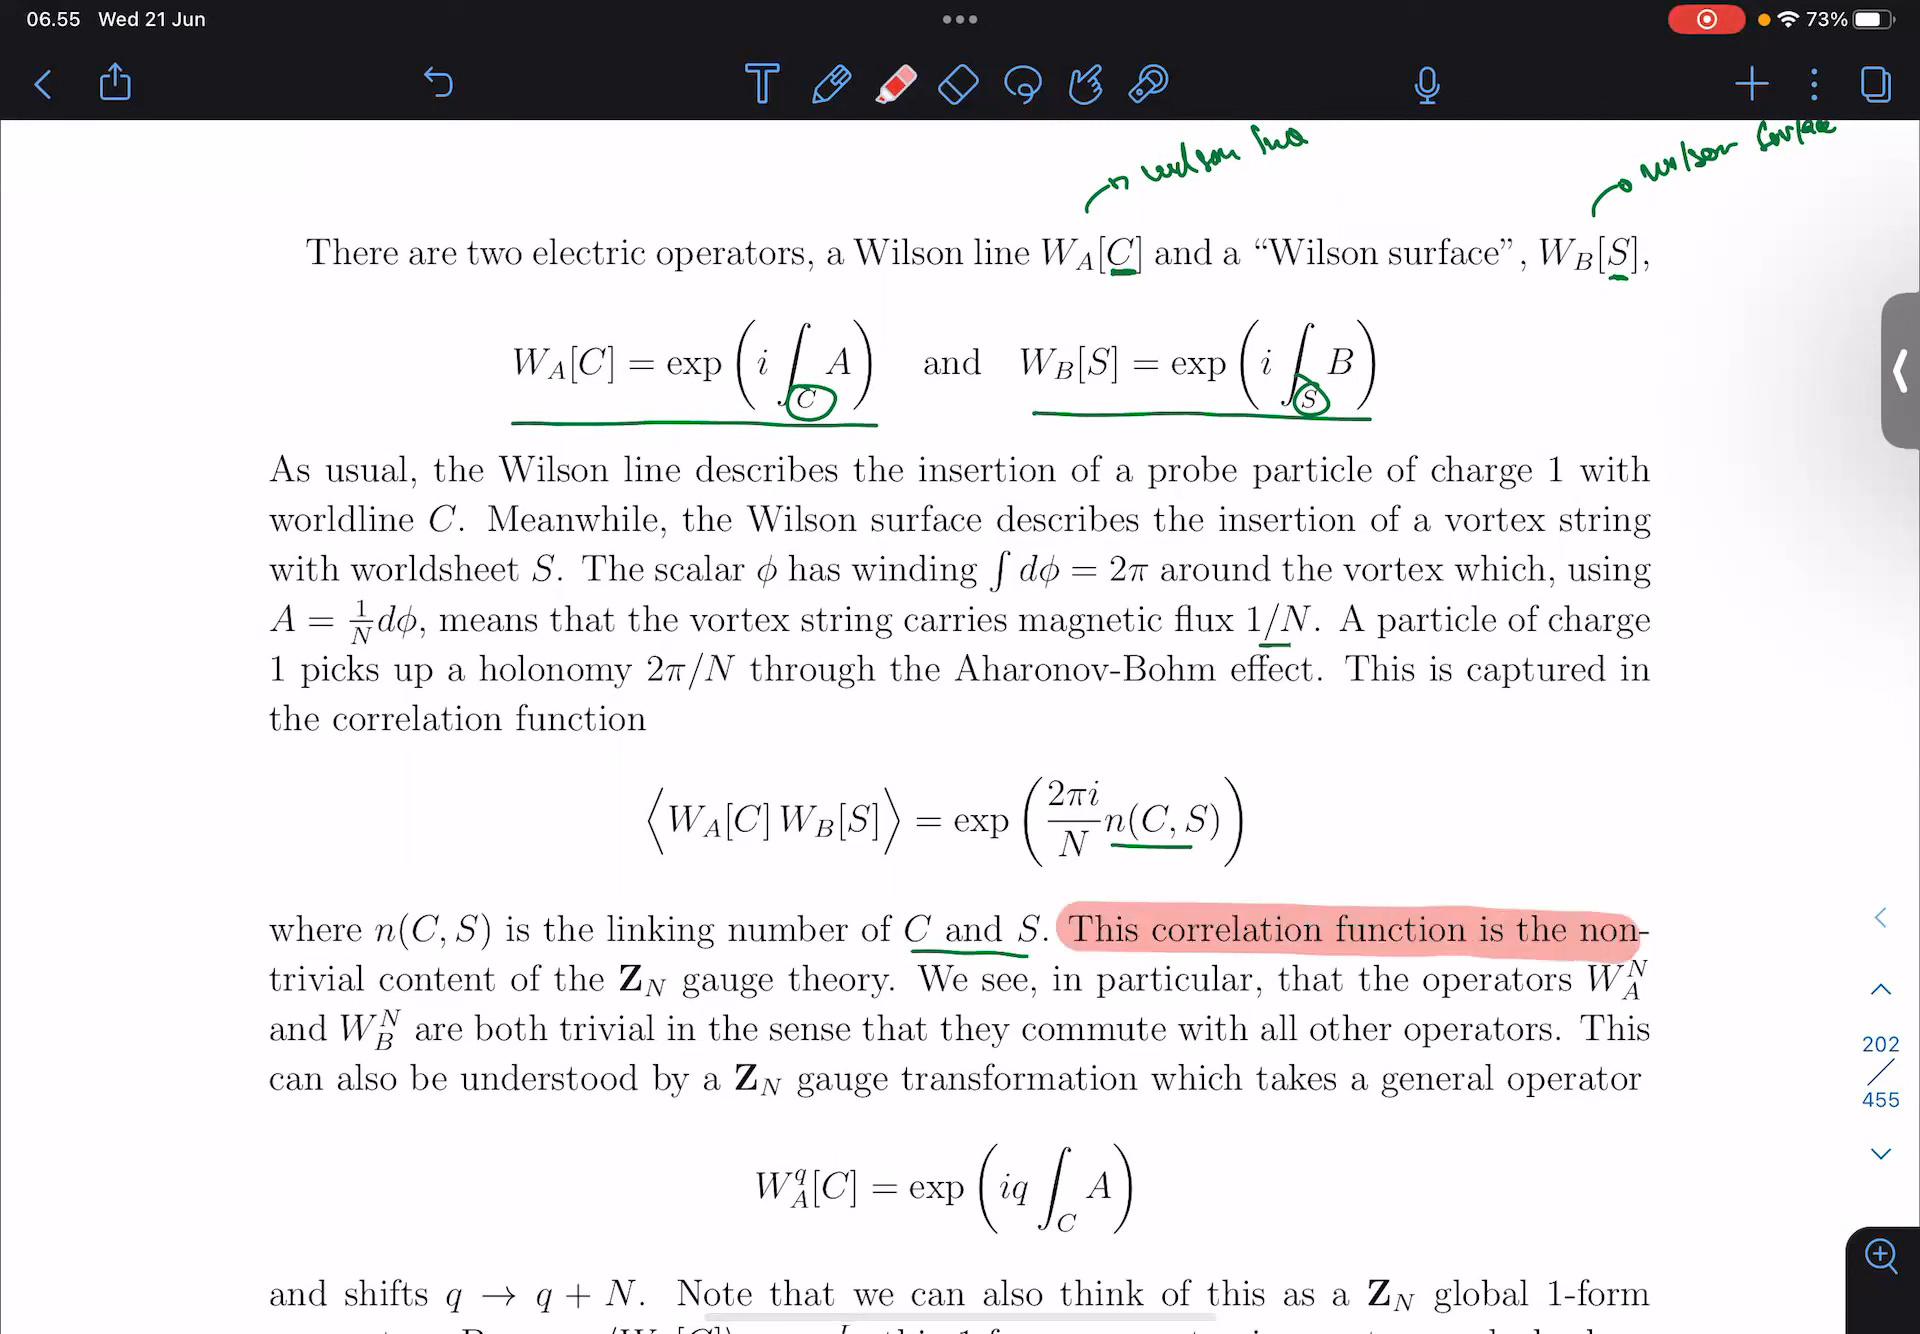 06.55 Wed 21 Jun
73%
wilson line
wilson surface
There are two electric operators, a Wilson line W_A[C] and a “Wilson surface”, W_B[S],
W_A[C] = exp (i ∫_C A) and W_B[S] = exp (i ∫_S B)
As usual, the Wilson line describes the insertion of a probe particle of charge 1 with
worldline C. Meanwhile, the Wilson surface describes the insertion of a vortex string
with worldsheet S. The scalar ϕ has winding ∫ dϕ = 2π around the vortex which, using
A = 1/N dϕ, means that the vortex string carries magnetic flux 1/N. A particle of charge
1 picks up a holonomy 2π/N through the Aharonov-Bohm effect. This is captured in
the correlation function
⟨W_A[C] W_B[S]⟩ = exp (2πi/N n(C, S))
where n(C, S) is the linking number of C and S. This correlation function is the non-
trivial content of the Z_N gauge theory. We see, in particular, that the operators W_A^N
and W_B^N are both trivial in the sense that they commute with all other operators. This
can also be understood by a Z_N gauge transformation which takes a general operator
W_A^q[C] = exp (iq ∫_C A)
and shifts q → q + N. Note that we can also think of this as a Z_N global 1-form
202
/
455